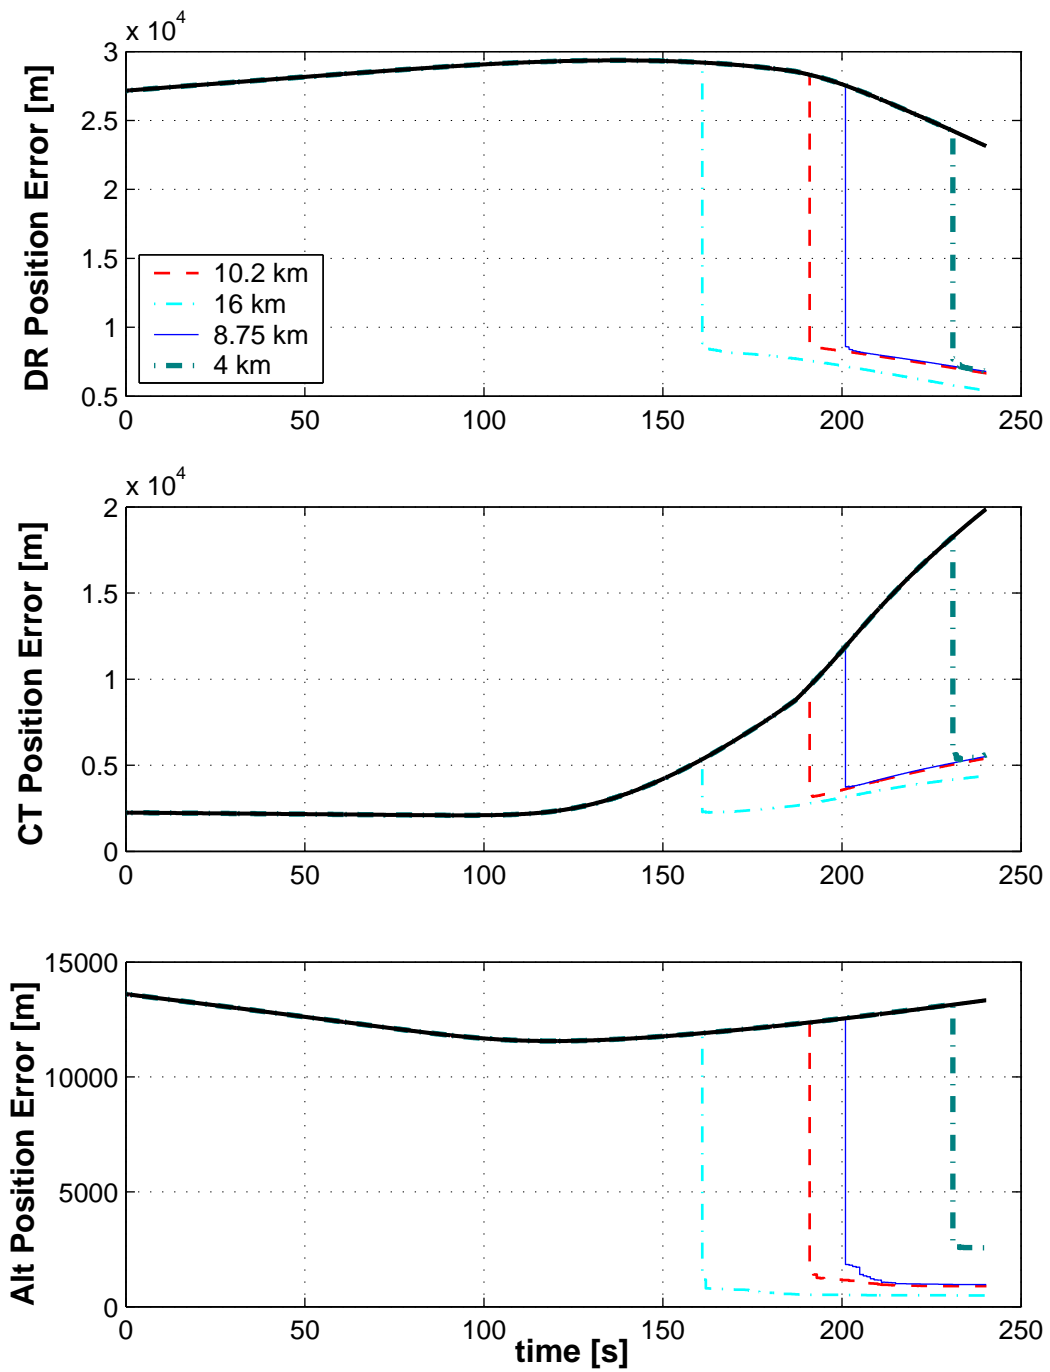 x 10^4
3
2.5
2
1.5
1
0.5
DR Position Error [m]
10.2 km
16 km
8.75 km
4 km
0 50 100 150 200 250
x 10^4
2
1.5
1
0.5
0
CT Position Error [m]
0 50 100 150 200 250
15000
10000
5000
0
Alt Position Error [m]
0 50 100 150 200 250
time [s]